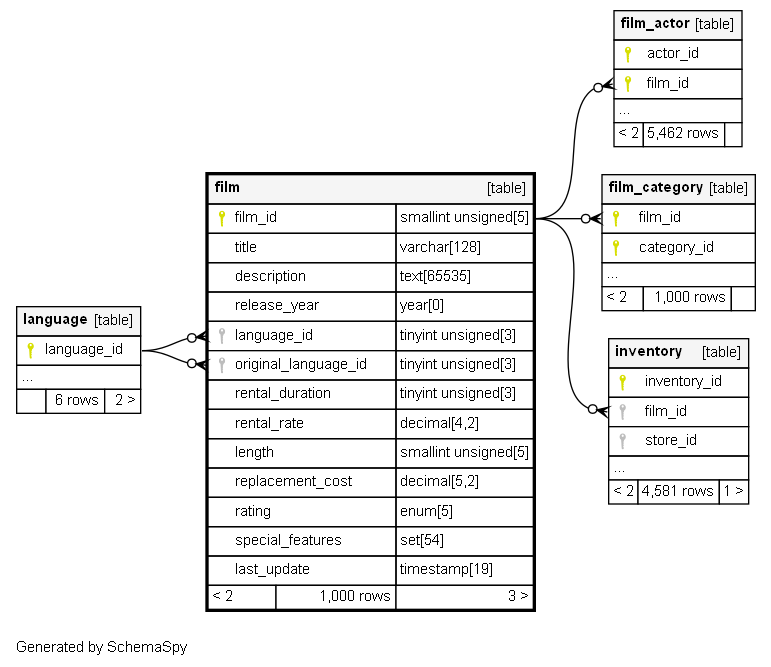 film_actor [table]
actor_id
film_id
...
< 2 5,462 rows
film [table]
film_id smallint unsigned[5]
title varchar[128]
description text[65535]
release_year year[0]
language_id tinyint unsigned[3]
original_language_id tinyint unsigned[3]
rental_duration tinyint unsigned[3]
rental_rate decimal[4,2]
length smallint unsigned[5]
replacement_cost decimal[5,2]
rating enum[5]
special_features set[54]
last_update timestamp[19]
< 2 1,000 rows 3 >
film_category [table]
film_id
category_id
...
< 2 1,000 rows
language [table]
language_id
...
6 rows 2 >
inventory [table]
inventory_id
film_id
store_id
...
< 2 4,581 rows 1 >
Generated by SchemaSpy